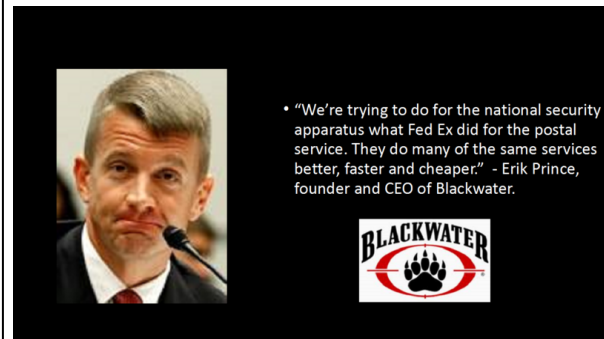 • “We’re trying to do for the national security
apparatus what Fed Ex did for the postal
service. They do many of the same services
better, faster and cheaper.” - Erik Prince,
founder and CEO of Blackwater.
BLACKWATER